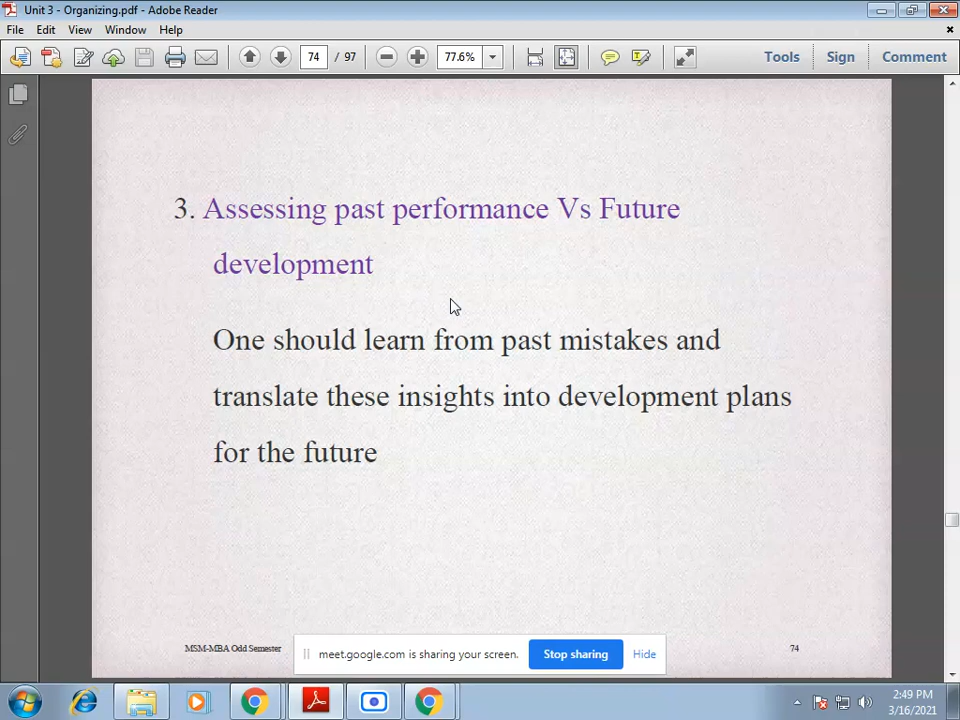 Unit 3 - Organizing.pdf - Adobe Reader
File Edit View Window Help
74 / 97 77.6% Tools Sign Comment
3. Assessing past performance Vs Future
development
One should learn from past mistakes and
translate these insights into development plans
for the future
MSM-MBA Odd Semester 74
meet.google.com is sharing your screen. Stop sharing Hide
2:49 PM
3/16/2021